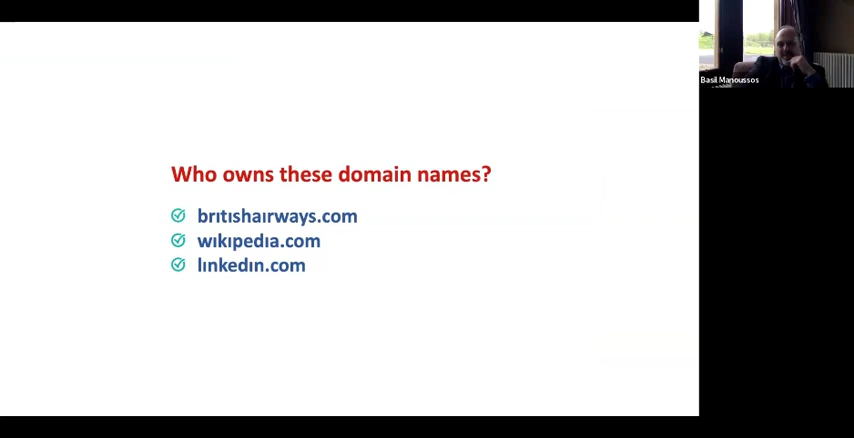 Basil Manoussos
Who owns these domain names?
brıtıshaırways.com
wıkıpedıa.com
lınkedın.com